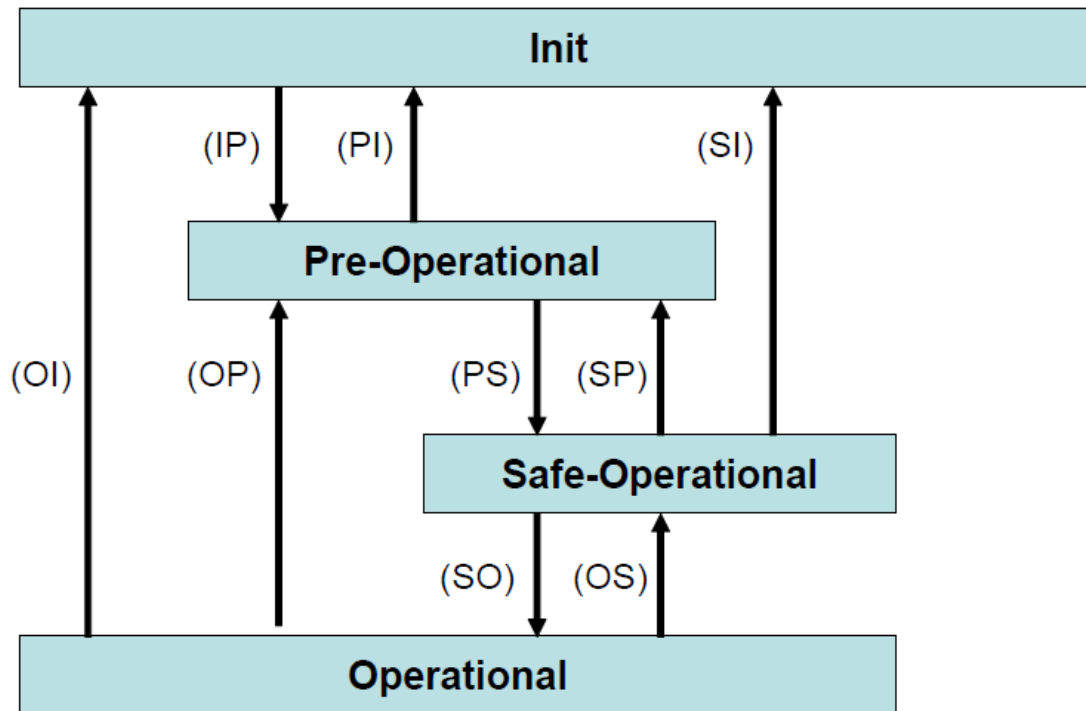 Init
(IP)
(PI)
(SI)
Pre-Operational
(OI)
(OP)
(PS)
(SP)
Safe-Operational
(SO)
(OS)
Operational